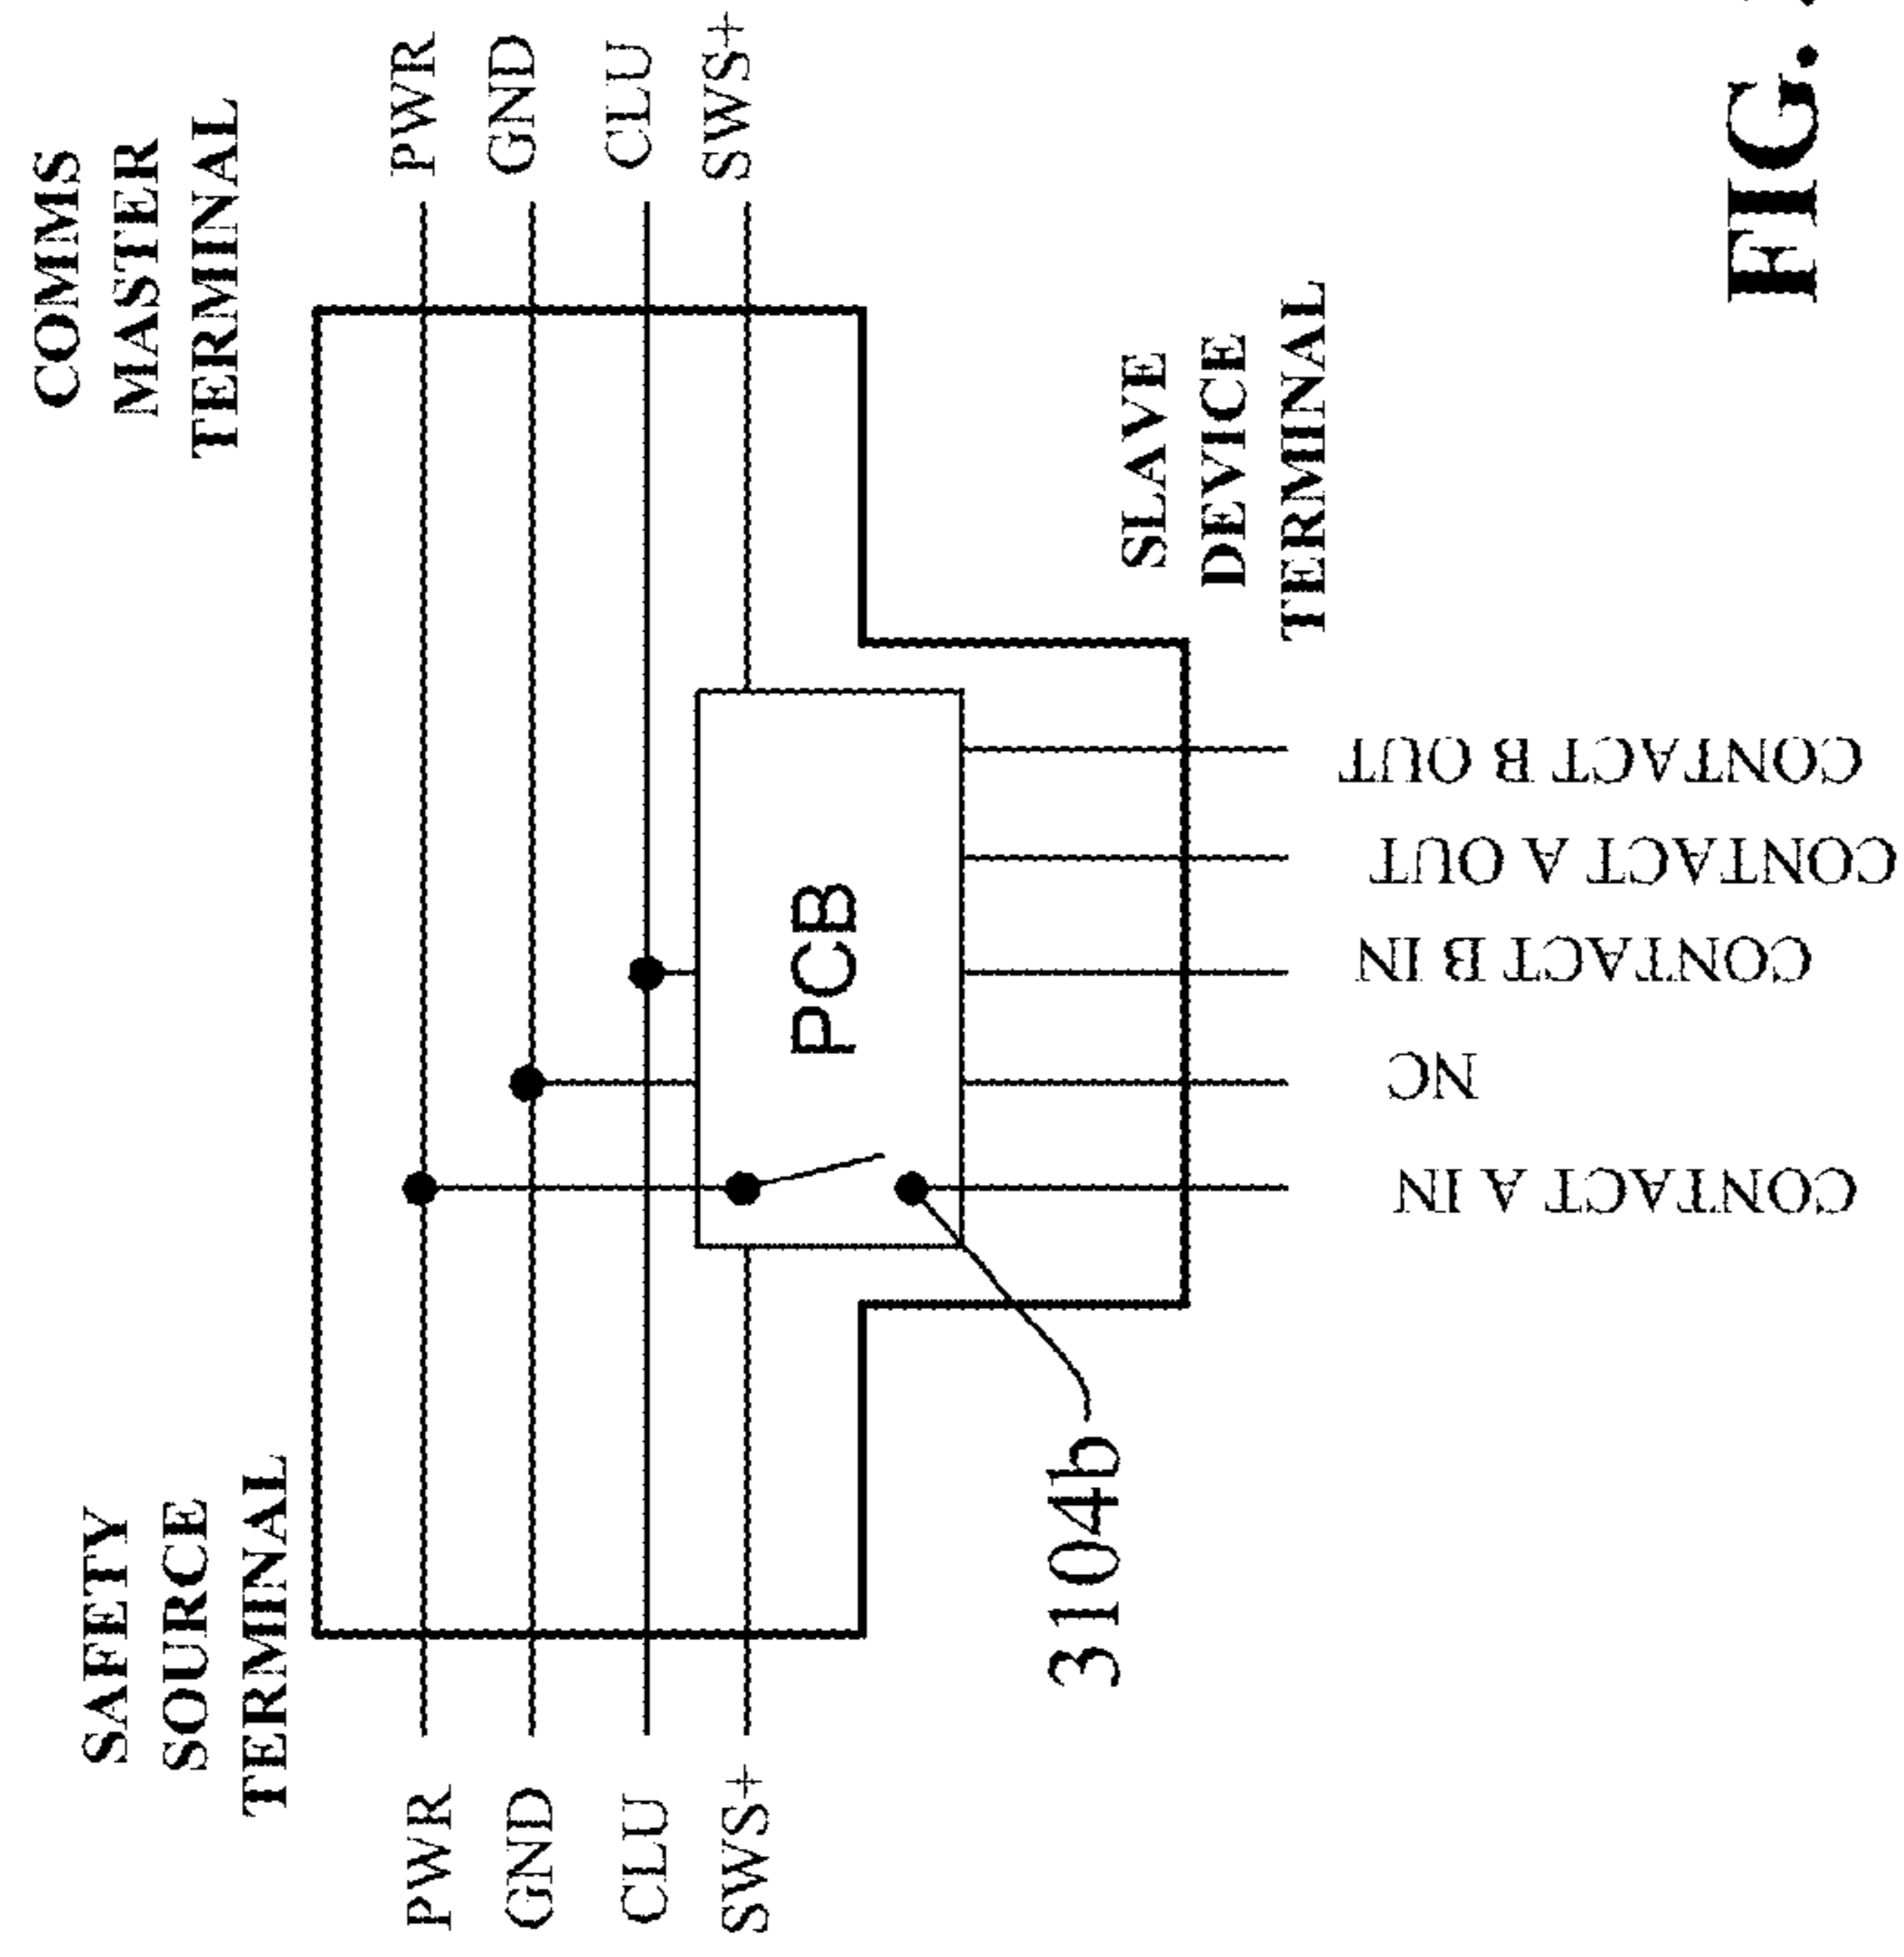 SAFETY
SOURCE
TERMINAL
COMMS
MASTER
TERMINAL
PWR
PWR
GND
GND
CLU
CLU
SWS+
SWS+
PCB
3104b
SLAVE
DEVICE
TERMINAL
CONTACT A IN
NC
CONTACT B IN
CONTACT A OUT
CONTACT B OUT
FIG.